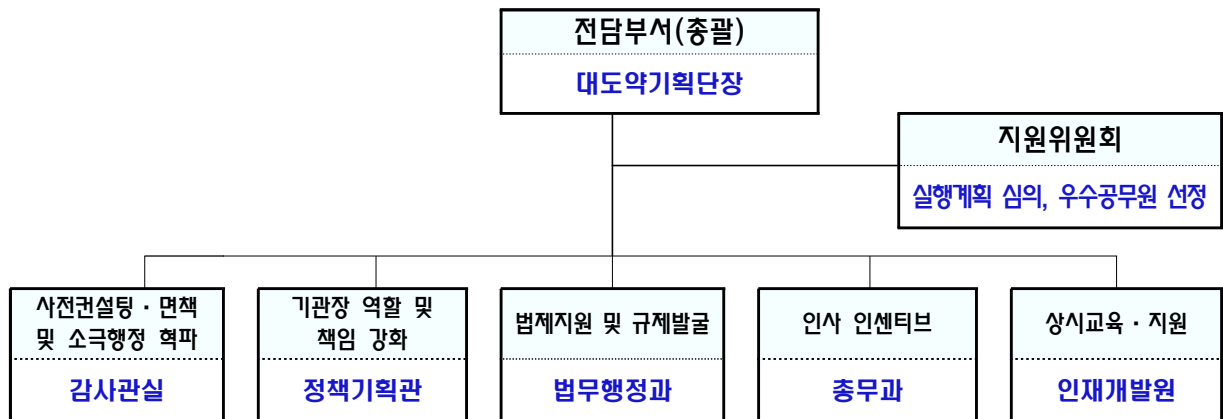 전담부서(총괄)
대도약기획단장
지원위원회
실행계획 심의, 우수공무원 선정
사전컨설팅 · 면책
및 소극행정 혁파
감사관실
기관장 역할 및
책임 강화
정책기획관
법제지원 및 규제발굴
법무행정과
인사 인센티브
총무과
상시교육 · 지원
인재개발원